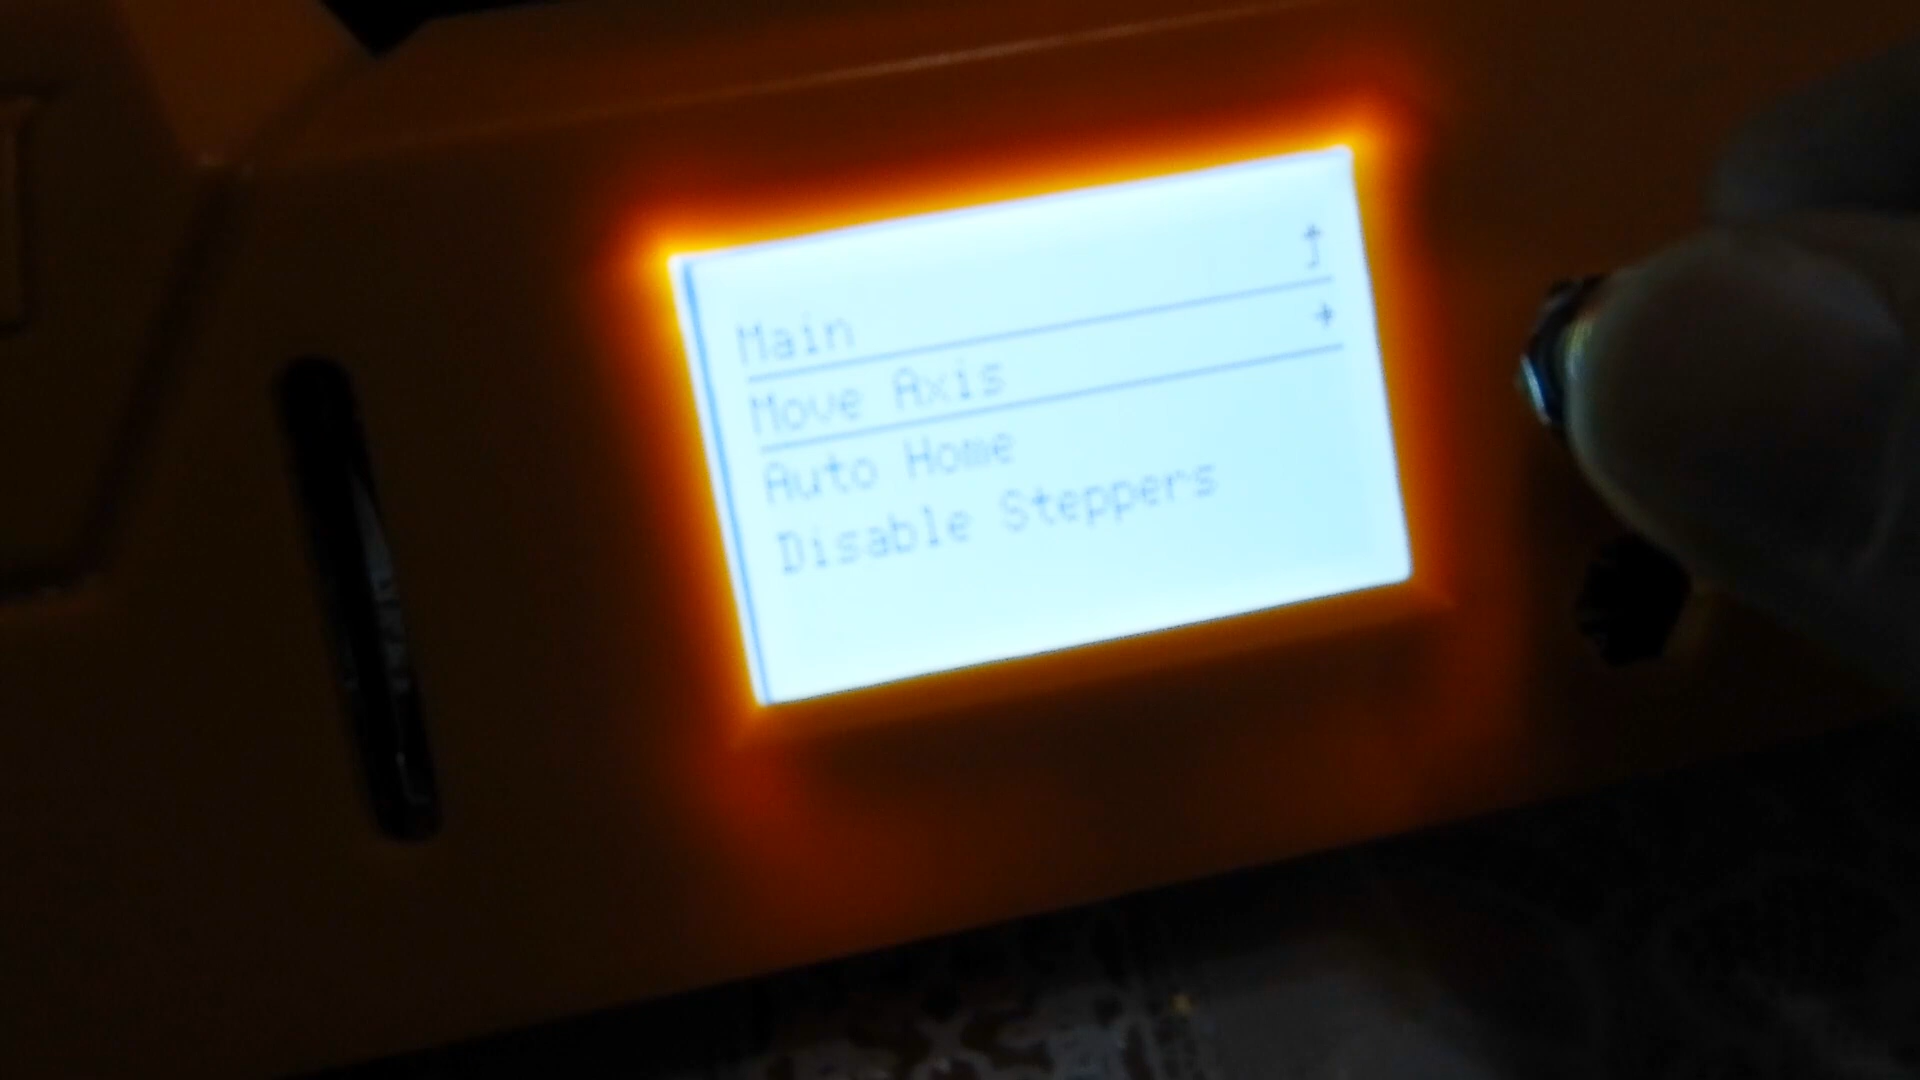 Main ↑
Move Axis →
Auto Home
Disable Steppers